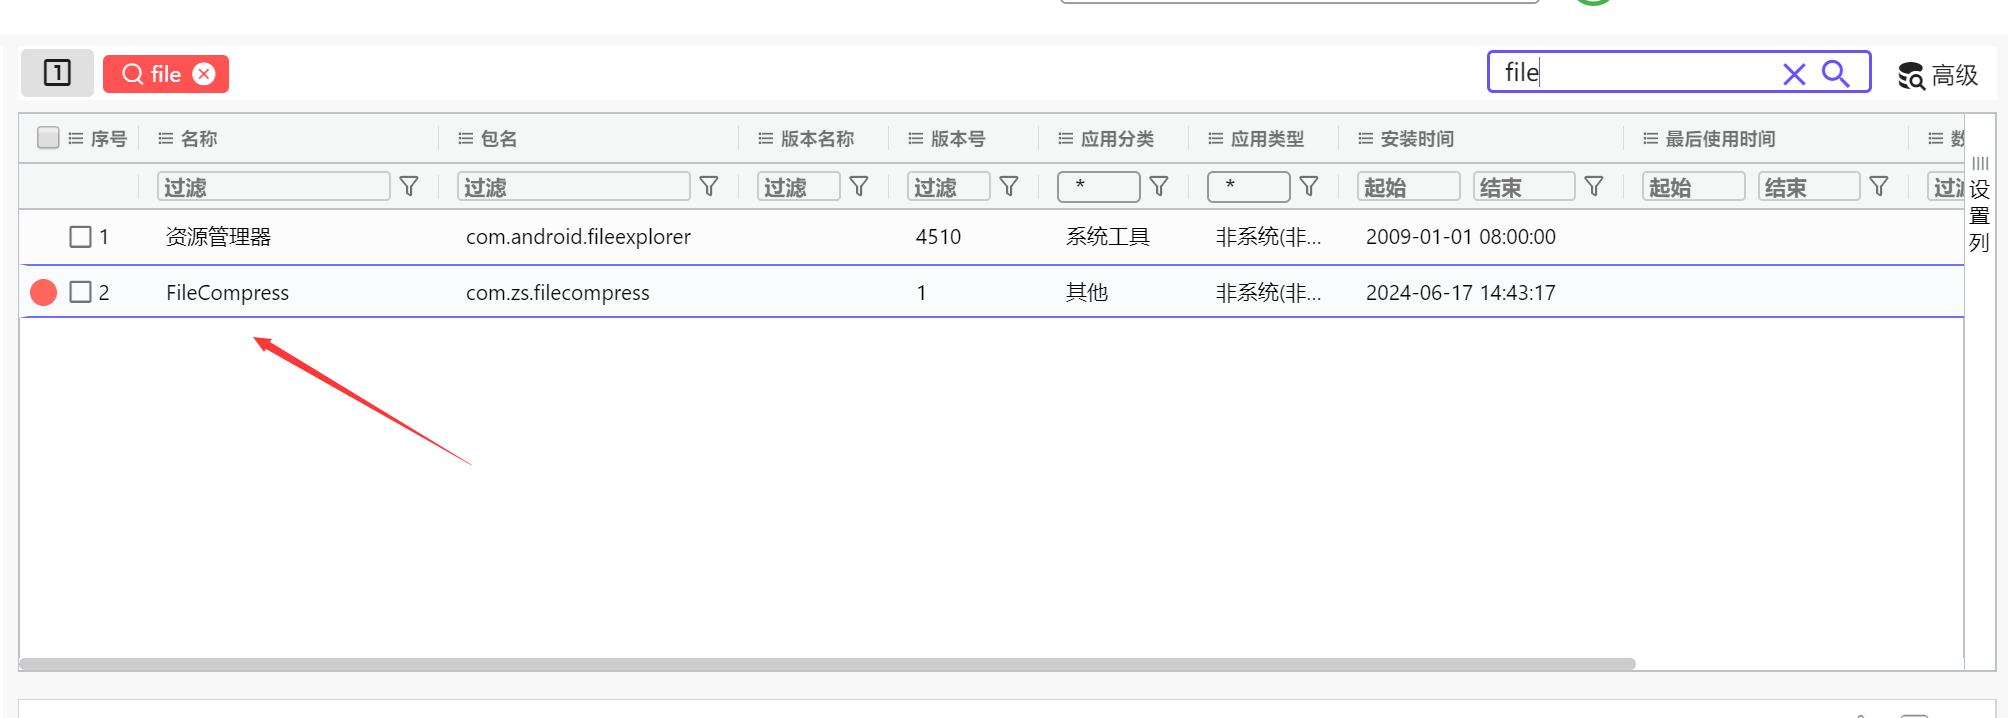 1 file file 高级
序号 名称 包名 版本名称 版本号 应用分类 应用类型 安装时间 最后使用时间
过滤 过滤 过滤 过滤 * * 起始 结束 起始 结束
设置列
1 资源管理器 com.android.fileexplorer 4510 系统工具 非系统(非... 2009-01-01 08:00:00
2 FileCompress com.zs.filecompress 1 其他 非系统(非... 2024-06-17 14:43:17